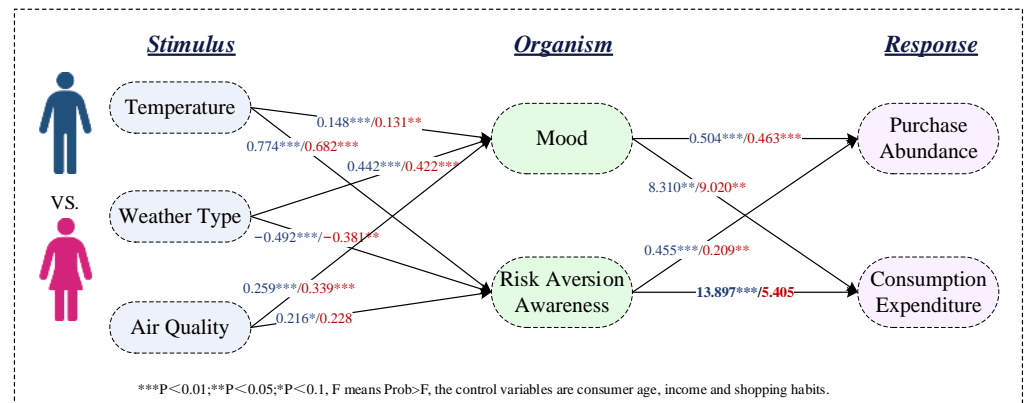 Stimulus
Organism
Response
Temperature
0.148***/0.131**
Mood
0.504***/0.463***
Purchase
Abundance
0.774***/0.682***
0.442***/0.422***
8.310**/9.020**
VS.
Weather Type
−0.492***/−0.381**
0.455***/0.209**
0.259***/0.339***
Risk Aversion
Awareness
13.897***/5.405
Consumption
Expenditure
Air Quality
0.216*/0.228
***P<0.01;**P<0.05;*P<0.1, F means Prob>F, the control variables are consumer age, income and shopping habits.